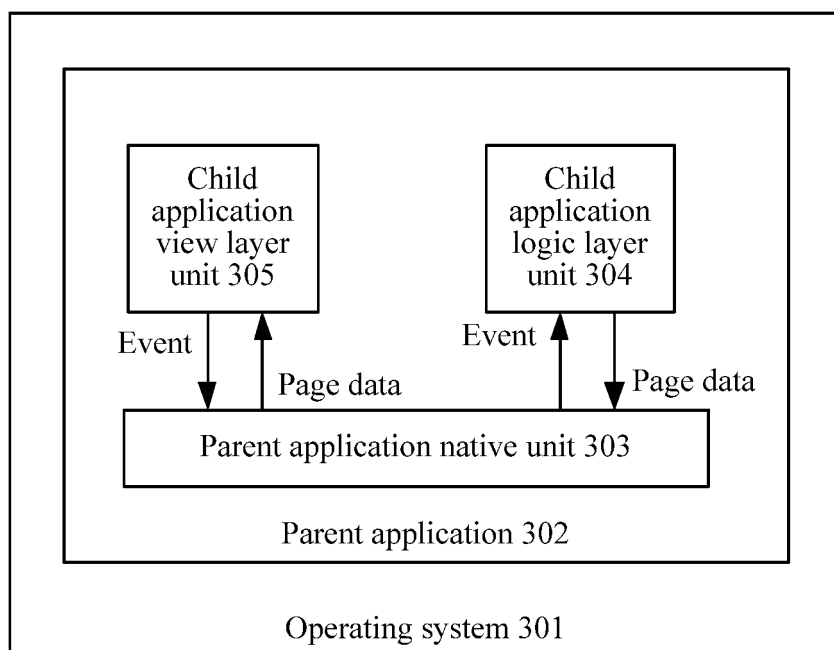 Child
application
view layer
unit 305
Child
application
logic layer
unit 304
Event
Page data
Event
Page data
Parent application native unit 303
Parent application 302
Operating system 301